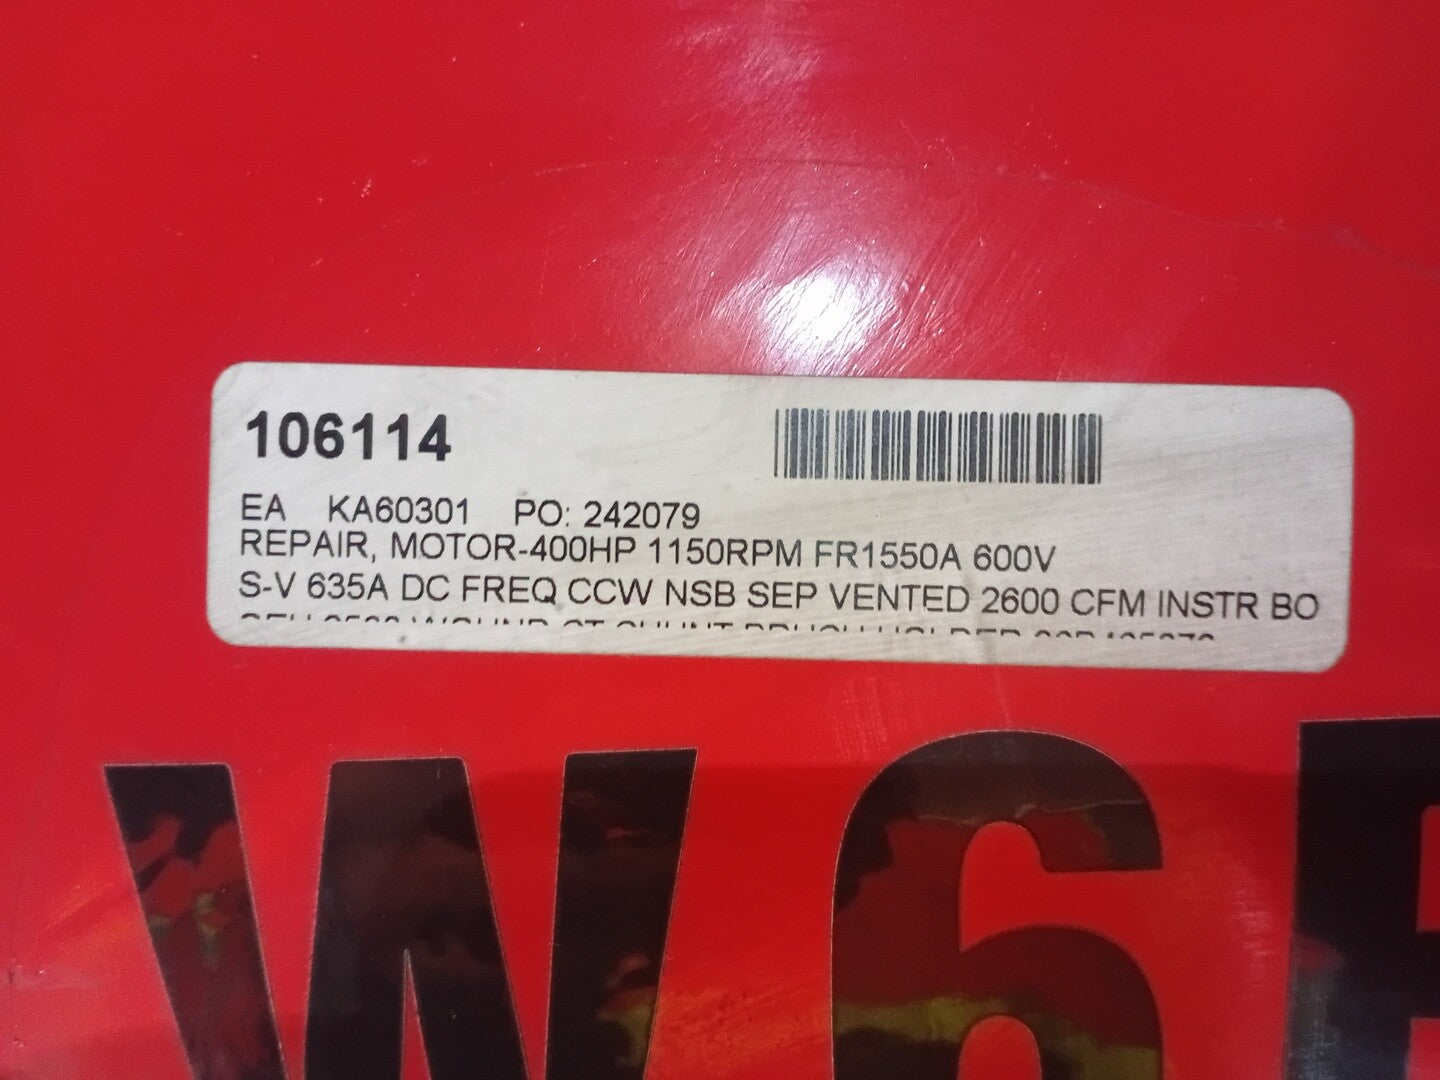 106114
EA KA60301 PO: 242079
REPAIR, MOTOR-400HP 1150RPM FR1550A 600V
S-V 635A DC FREQ CCW NSB SEP VENTED 2600 CFM INSTR BO
W6